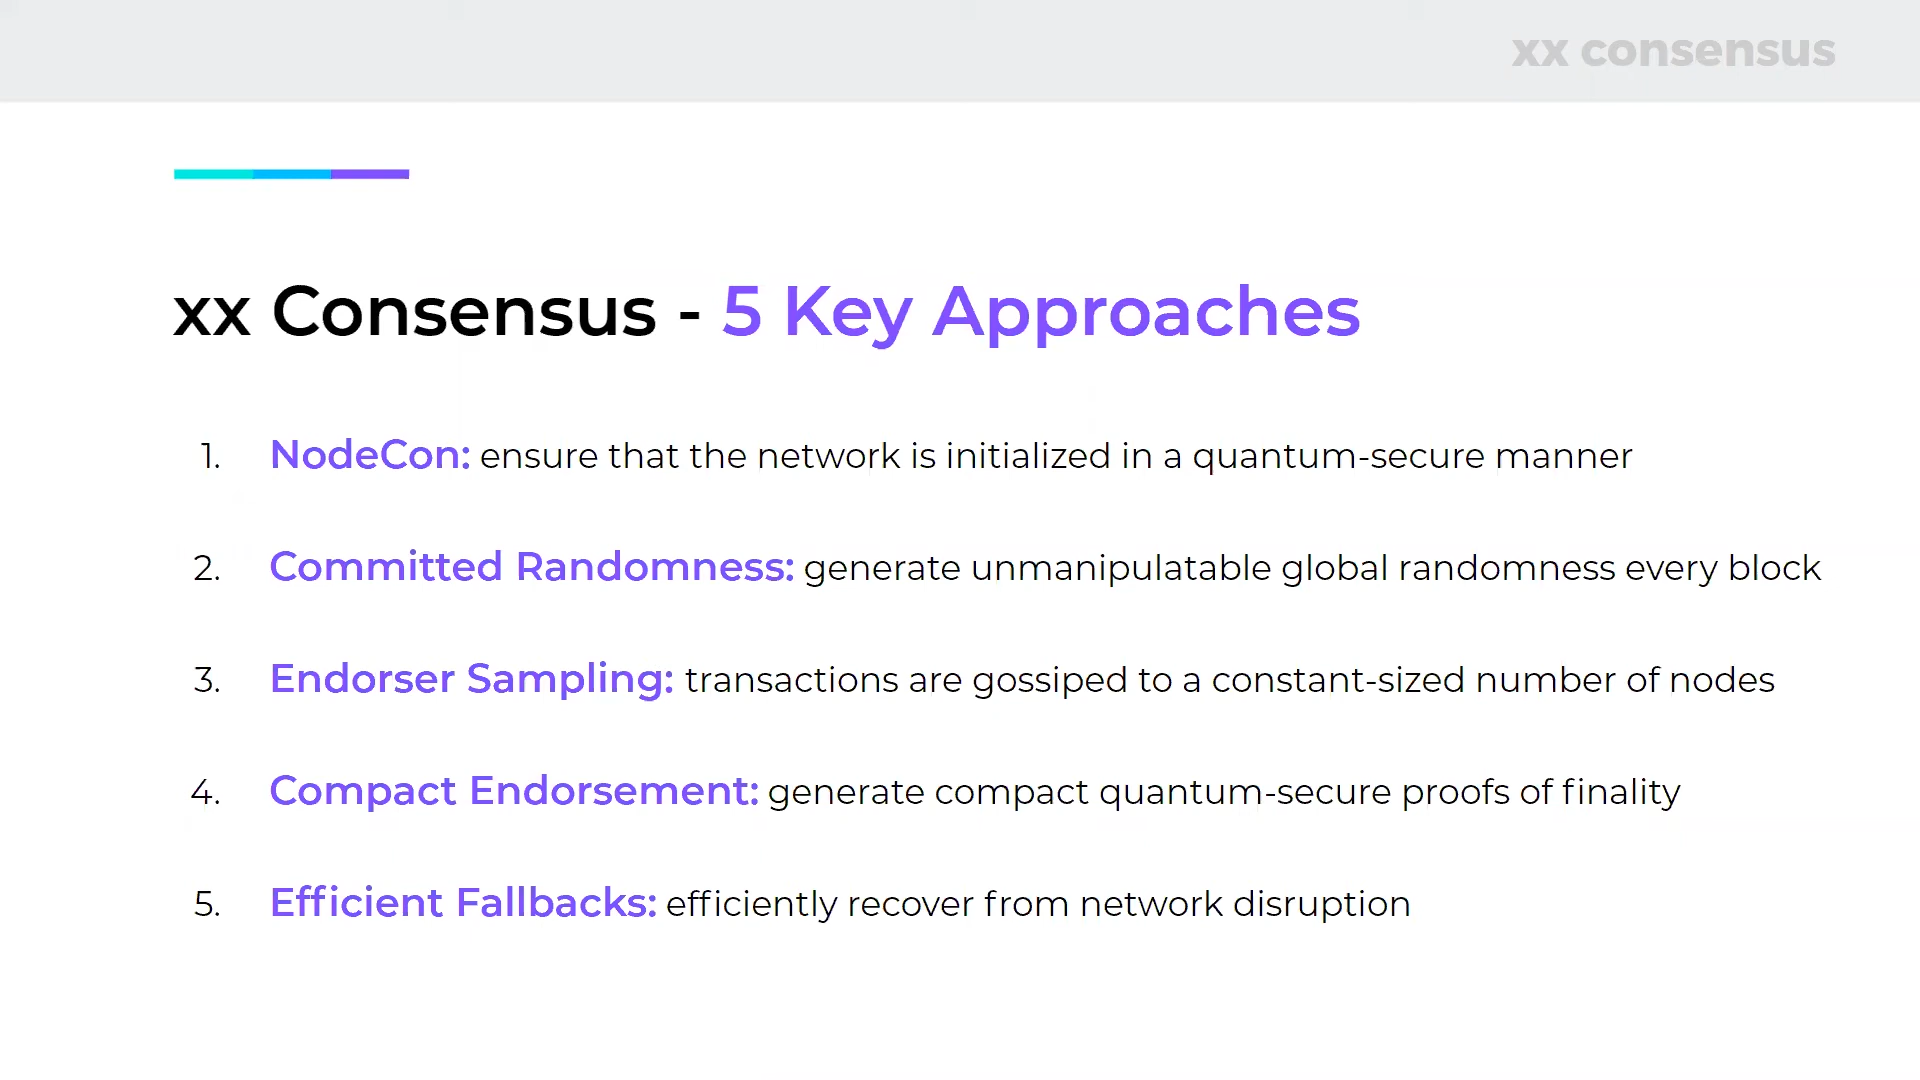 xx consensus
xx Consensus - 5 Key Approaches
1. NodeCon: ensure that the network is initialized in a quantum-secure manner
2. Committed Randomness: generate unmanipulatable global randomness every block
3. Endorser Sampling: transactions are gossiped to a constant-sized number of nodes
4. Compact Endorsement: generate compact quantum-secure proofs of finality
5. Efficient Fallbacks: efficiently recover from network disruption